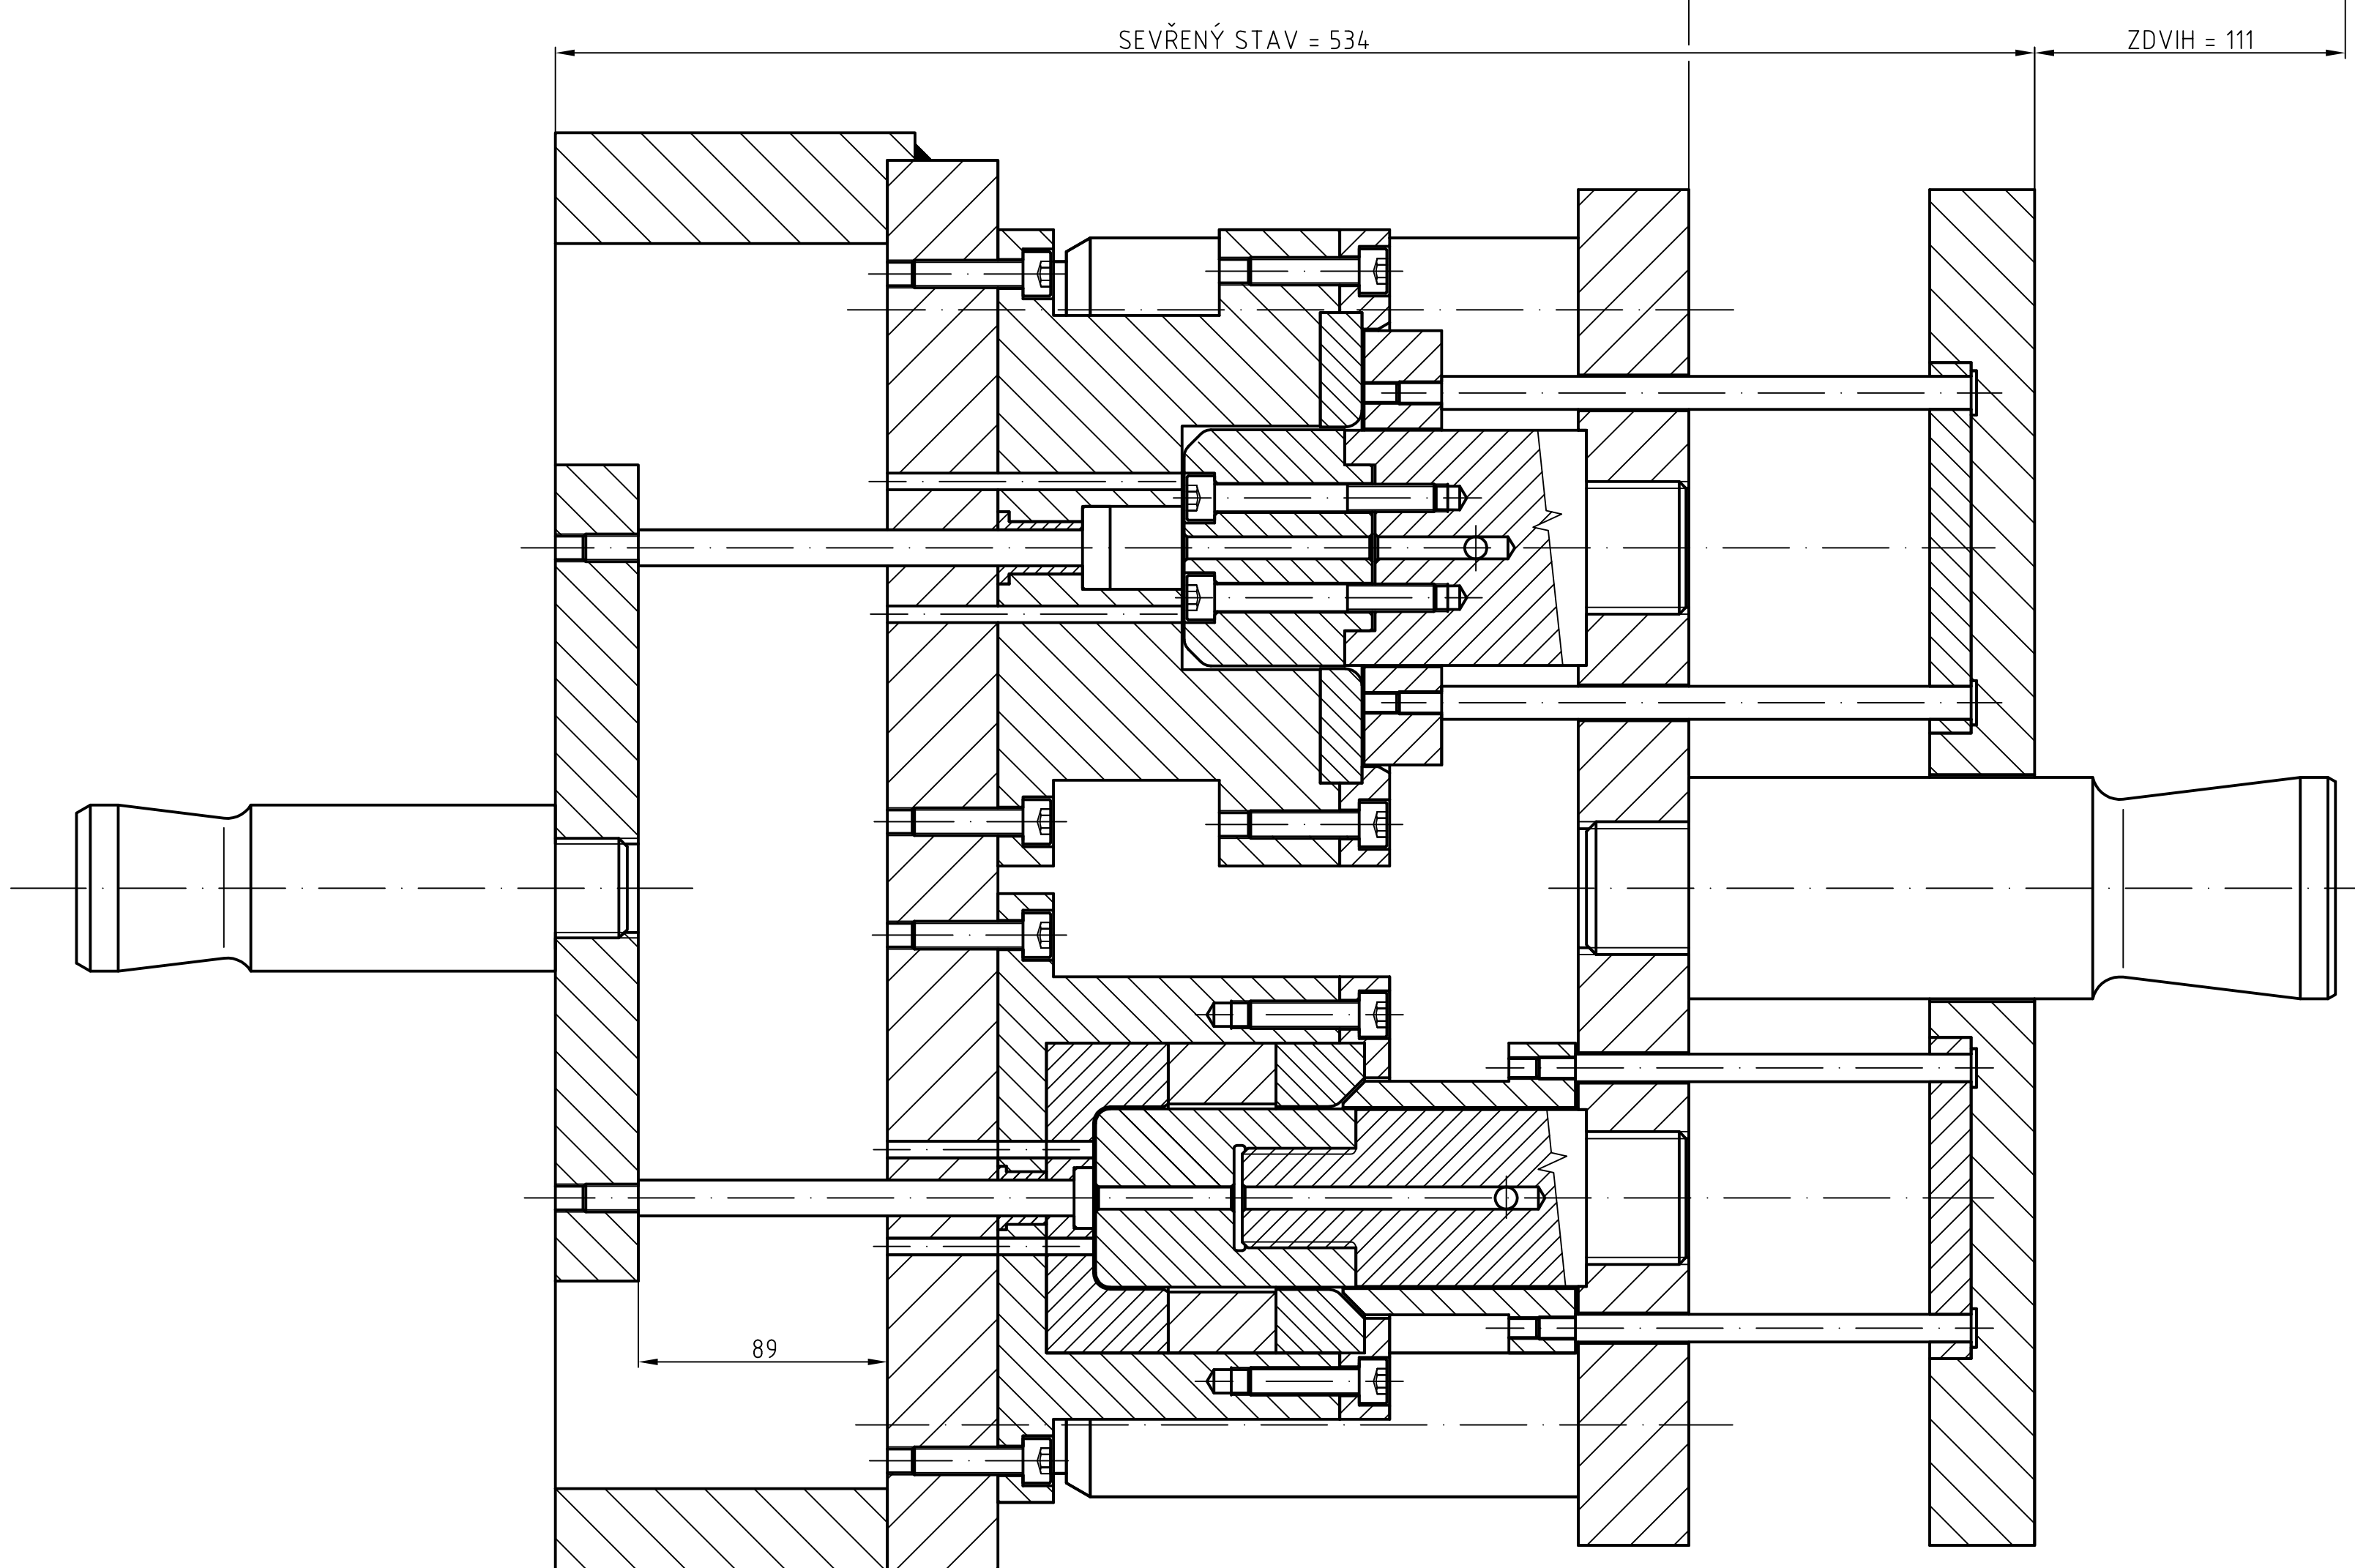 SEVŘENÝ STAV = 534
ZDVIH = 111
89